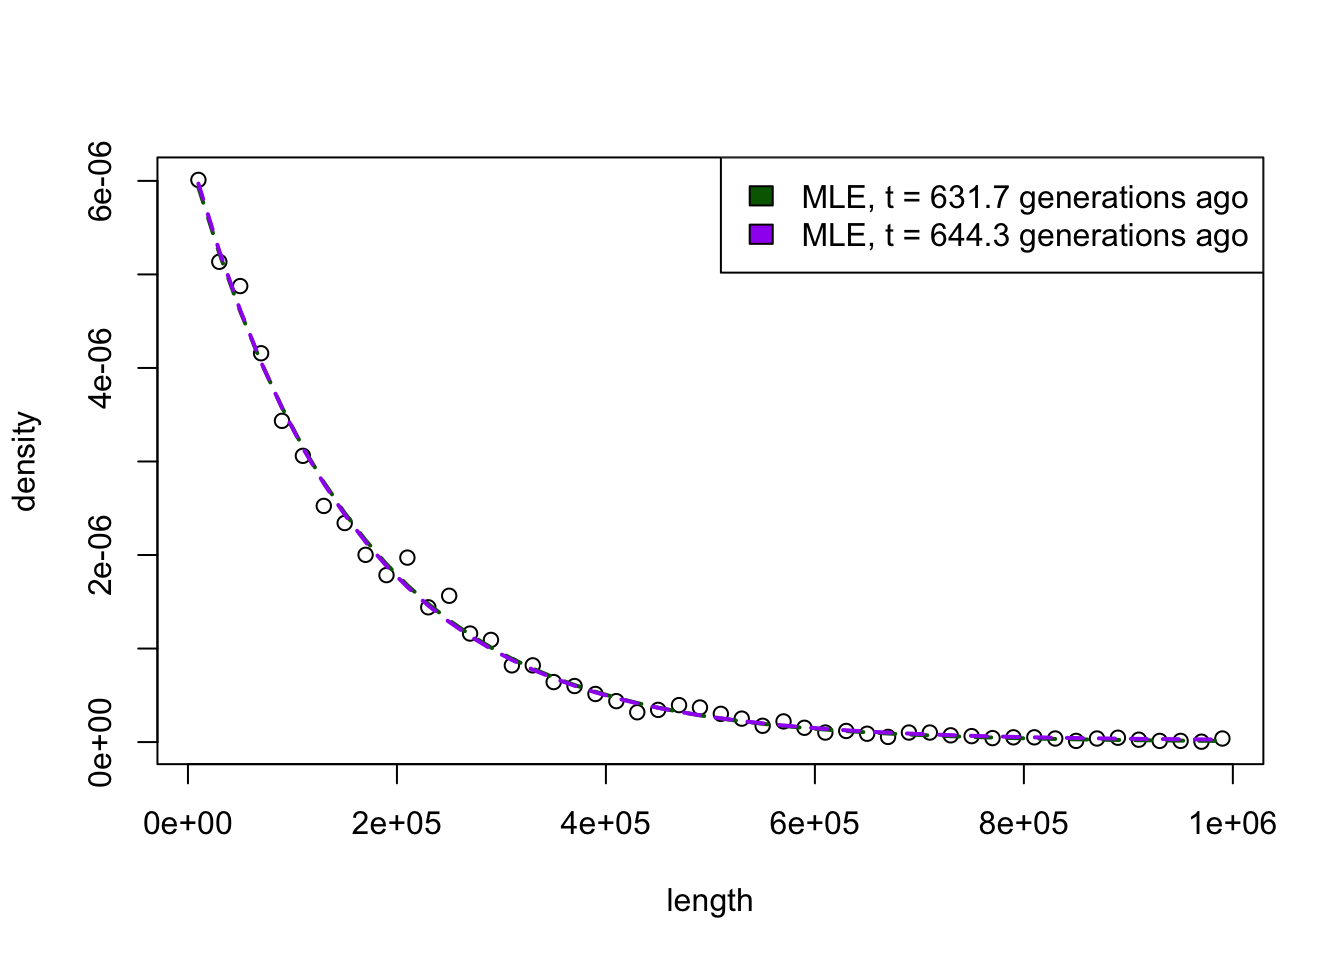 MLE, t = 631.7 generations ago
MLE, t = 644.3 generations ago
density
6e-06
4e-06
2e-06
0e+00
0e+00 2e+05 4e+05 6e+05 8e+05 1e+06
length